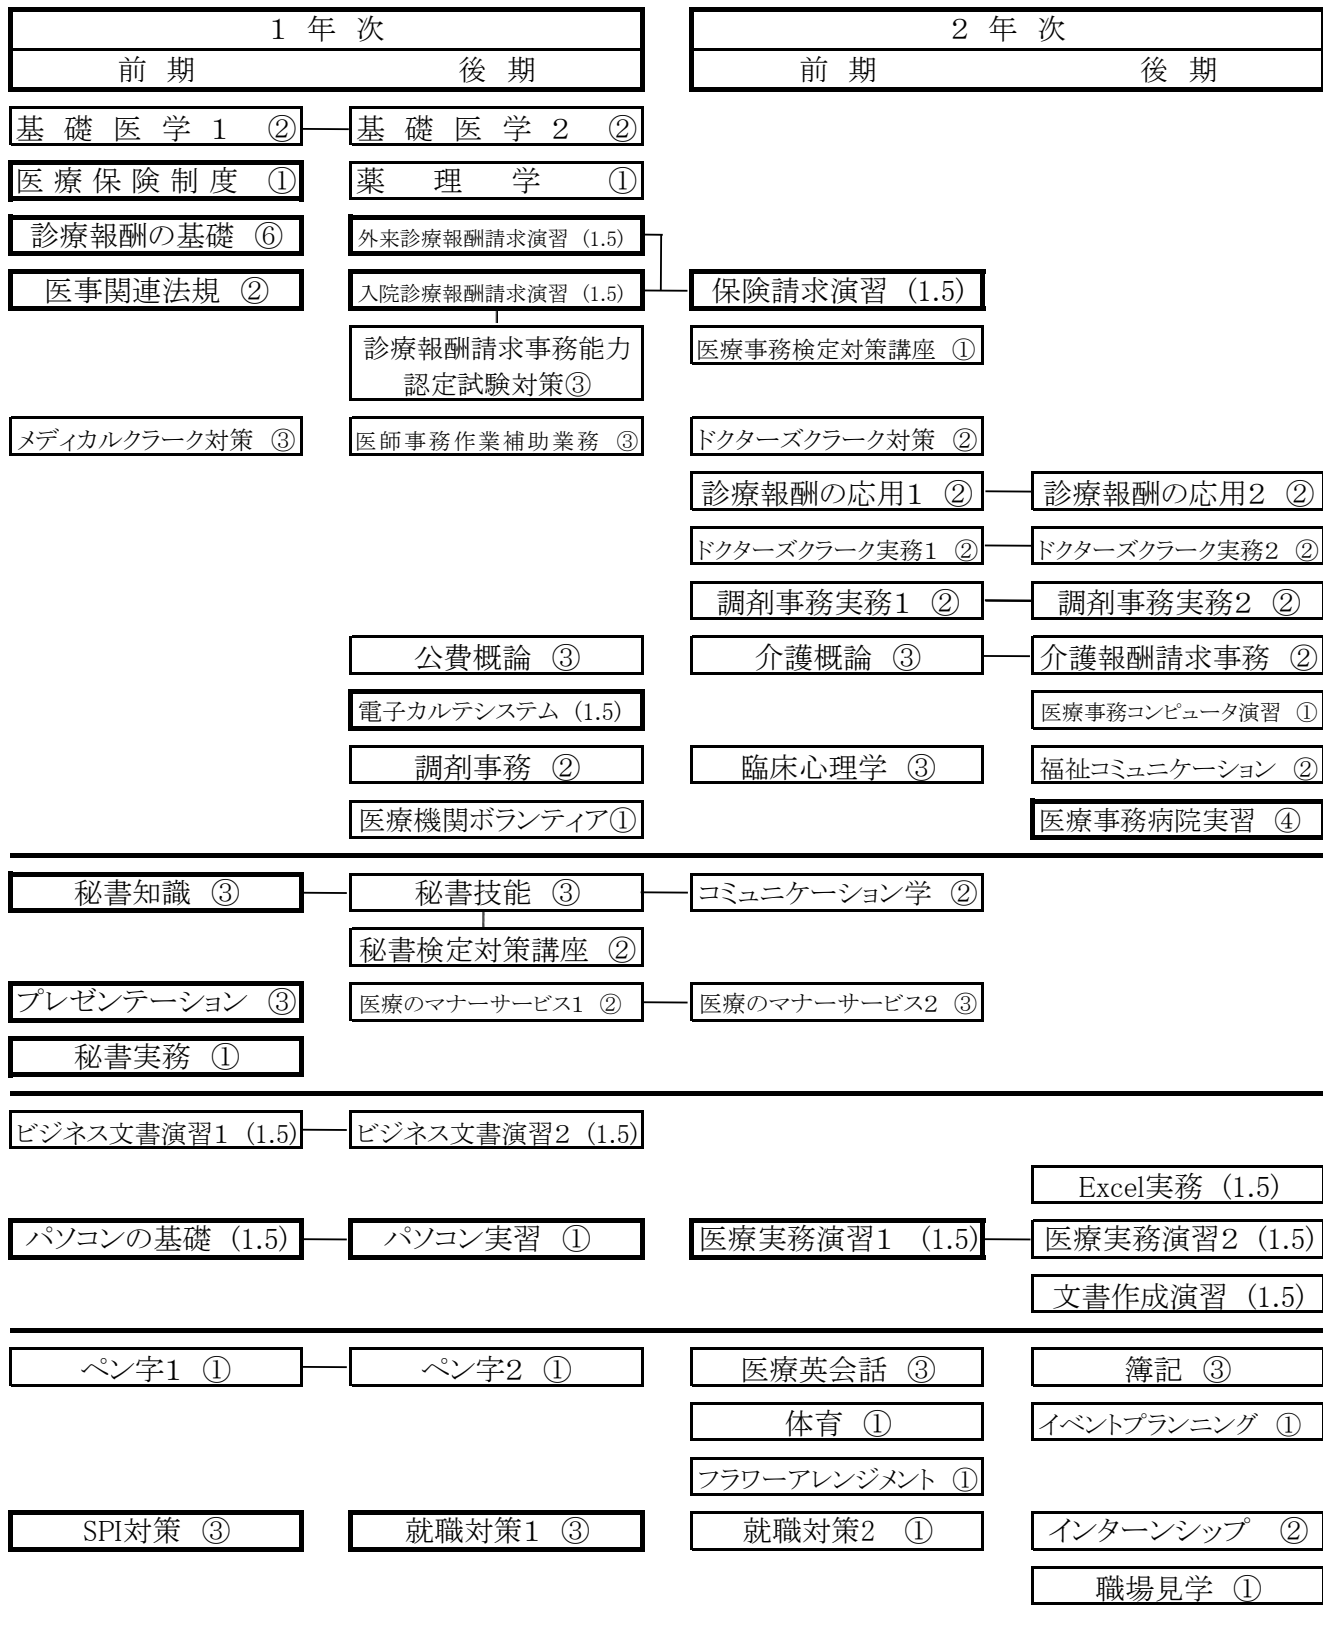 １ 年 次
２ 年 次
前 期 後 期
前 期 後 期
基 礎 医 学 １ ②
基 礎 医 学 ２ ②
医 療 保 険 制 度 ①
薬 理 学 ①
診療報酬の基礎 ⑥
外来診療報酬請求演習 (1.5)
医事関連法規 ②
入院診療報酬請求演習 (1.5)
保険請求演習 (1.5)
診療報酬請求事務能力
認定試験対策③
医療事務検定対策講座 ①
メディカルクラーク対策 ③
医師事務作業補助業務 ③
ドクターズクラーク対策 ②
診療報酬の応用１ ②
診療報酬の応用２ ②
ドクターズクラーク実務１ ②
ドクターズクラーク実務２ ②
調剤事務実務１ ②
調剤事務実務２ ②
公費概論 ③
介護概論 ③
介護報酬請求事務 ②
電子カルテシステム (1.5)
医療事務コンピュータ演習 ①
調剤事務 ②
臨床心理学 ③
福祉コミュニケーション ②
医療機関ボランティア①
医療事務病院実習 ④
秘書知識 ③
秘書技能 ③
コミュニケーション学 ②
秘書検定対策講座 ②
プレゼンテーション ③
医療のマナーサービス１ ②
医療のマナーサービス２ ③
秘書実務 ①
ビジネス文書演習１ (1.5)
ビジネス文書演習２ (1.5)
Excel実務 (1.5)
パソコンの基礎 (1.5)
パソコン実習 ①
医療実務演習１ (1.5)
医療実務演習２ (1.5)
文書作成演習 (1.5)
ペン字１ ①
ペン字２ ①
医療英会話 ③
簿記 ③
体育 ①
イベントプランニング ①
フラワーアレンジメント ①
SPI対策 ③
就職対策１ ③
就職対策２ ①
インターンシップ ②
職場見学 ①